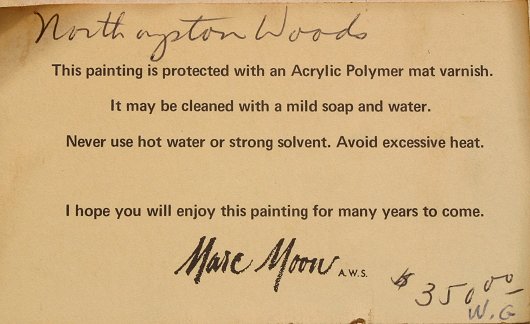 Northampton Woods
This painting is protected with an Acrylic Polymer mat varnish.
It may be cleaned with a mild soap and water.
Never use hot water or strong solvent. Avoid excessive heat.
I hope you will enjoy this painting for many years to come.
Marc Moon A.W.S.
$350.00
W.G